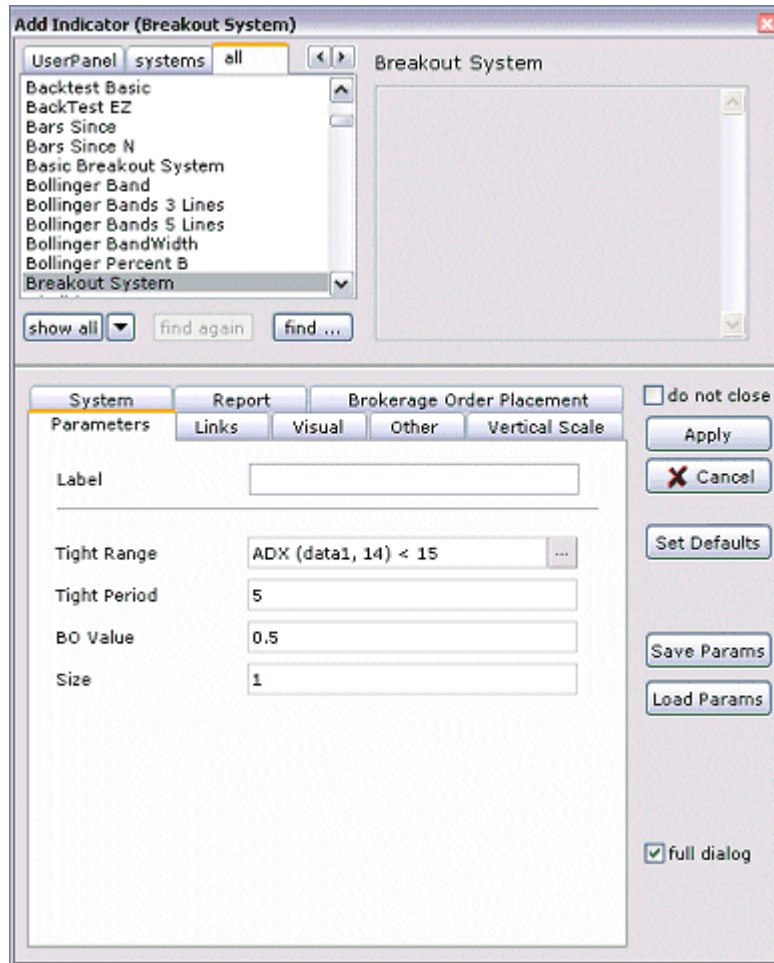 Add Indicator (Breakout System)
UserPanel systems all
Breakout System
Backtest Basic
BackTest EZ
Bars Since
Bars Since N
Basic Breakout System
Bollinger Band
Bollinger Bands 3 Lines
Bollinger Bands 5 Lines
Bollinger BandWidth
Bollinger Percent B
Breakout System
show all find again find ...
System Report Brokerage Order Placement
do not close
Parameters Links Visual Other Vertical Scale
Apply
Label
Cancel
Tight Range ADX (data1, 14) < 15 ...
Set Defaults
Tight Period 5
BO Value 0.5
Save Params
Size 1
Load Params
full dialog